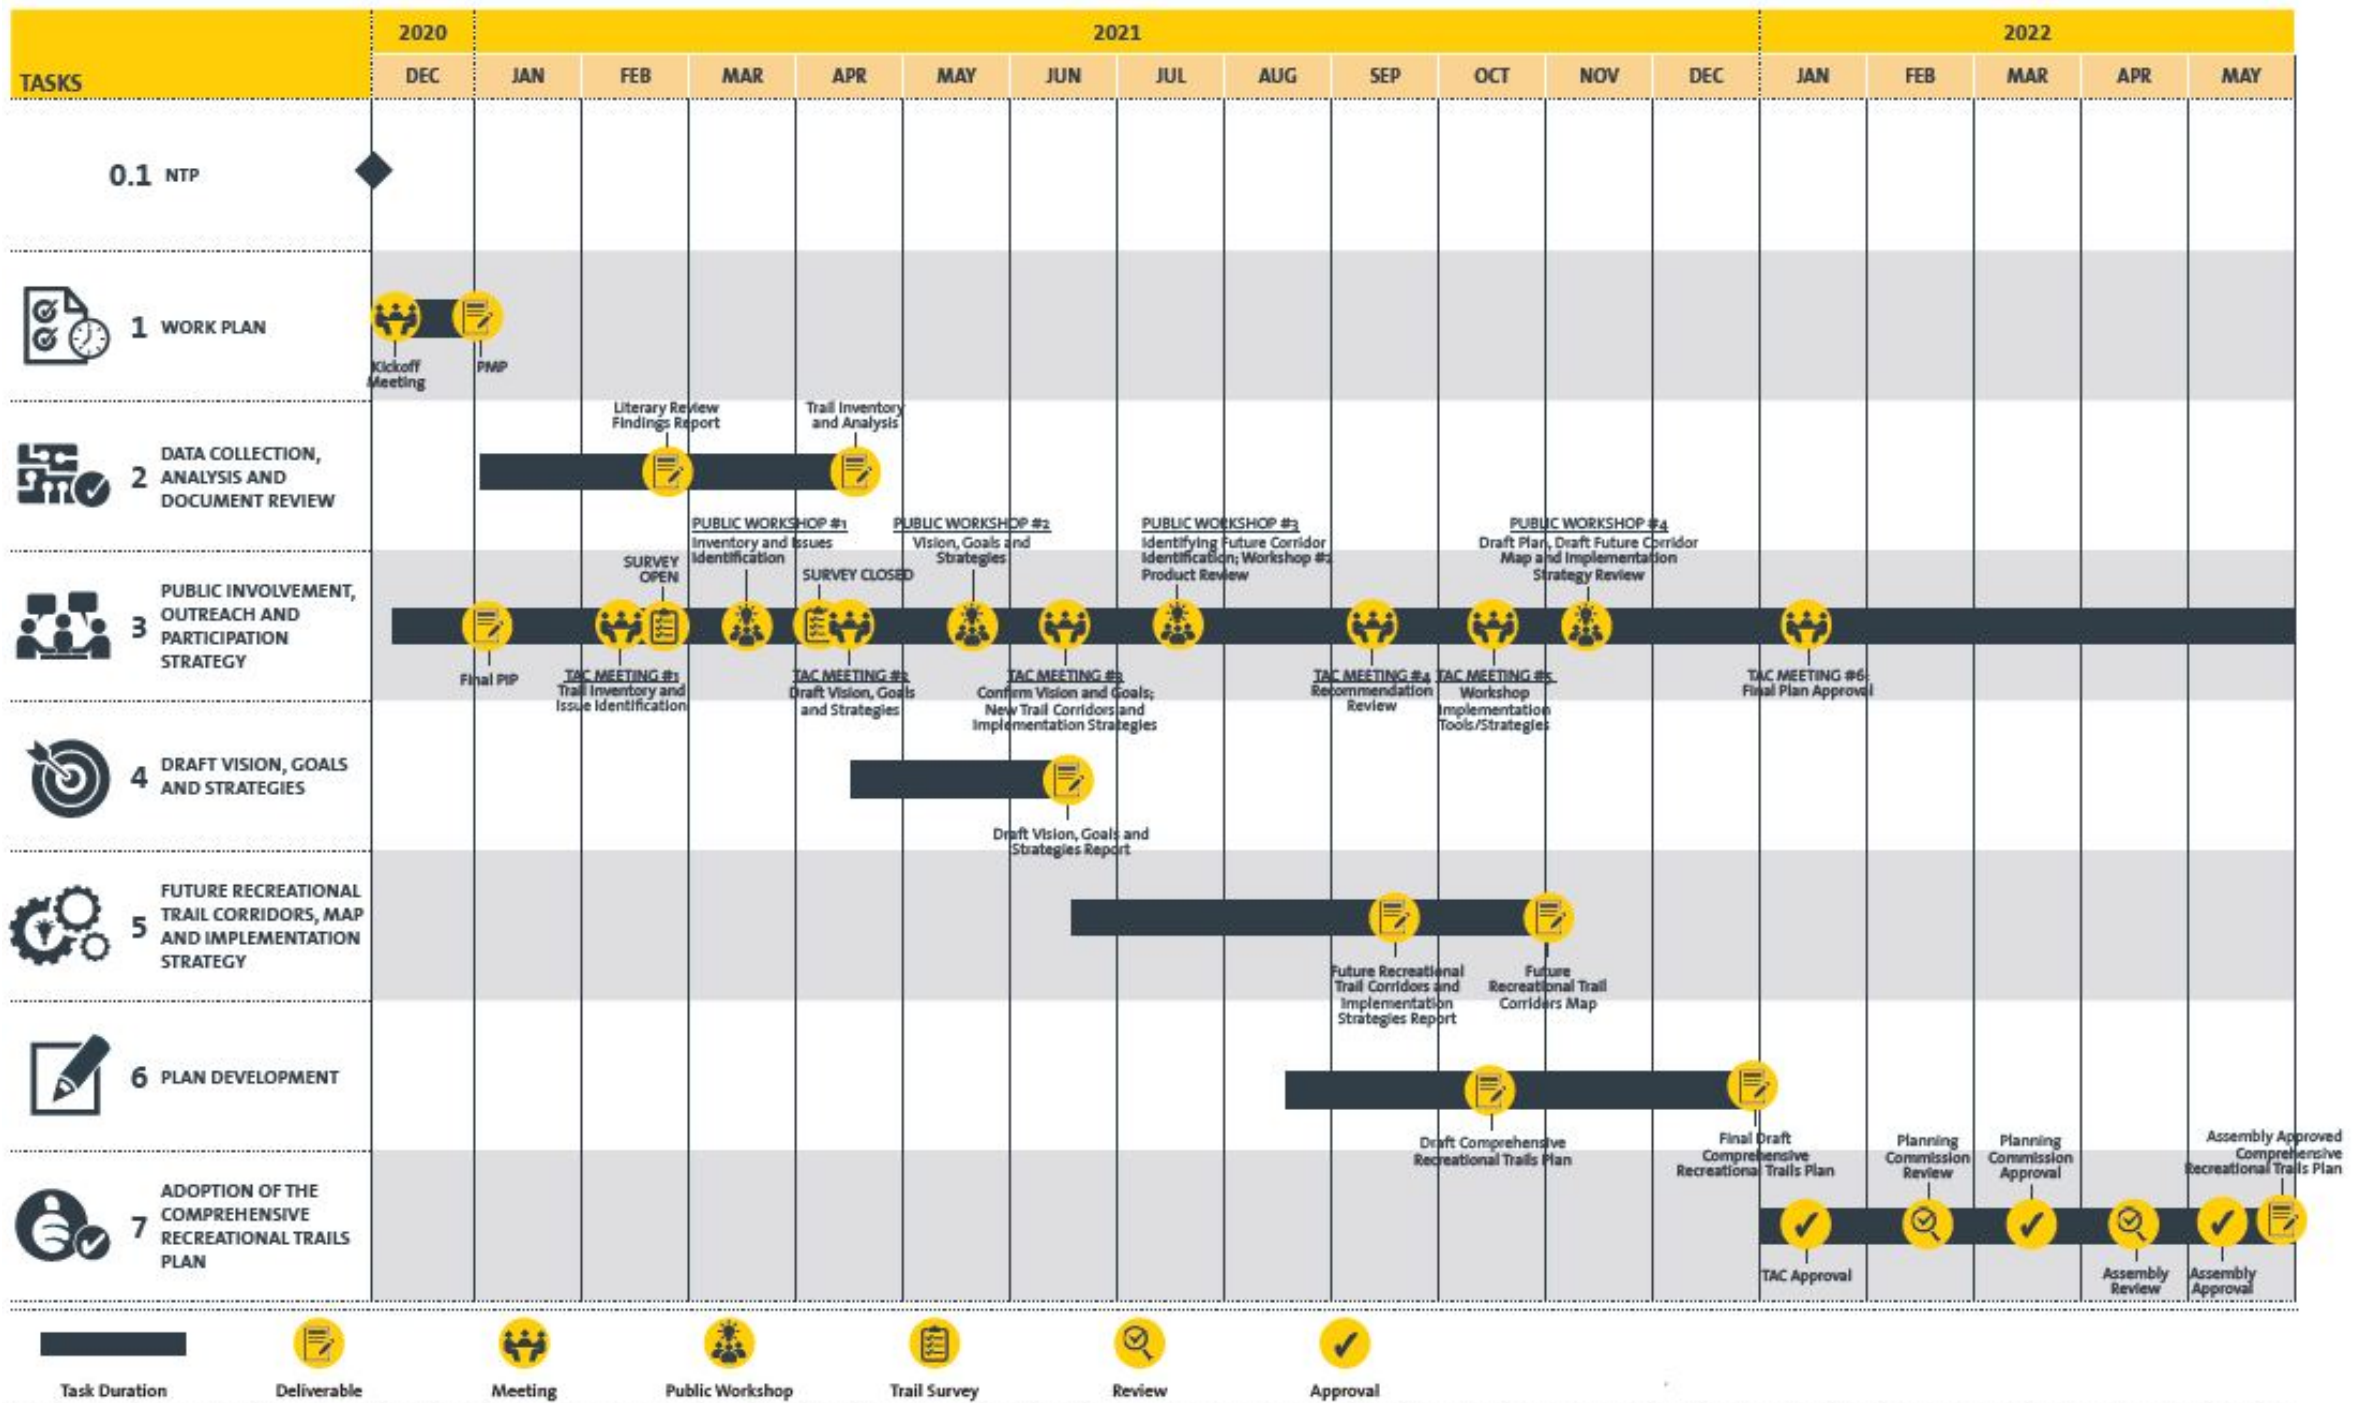 2020
2021
2022
TASKS
DEC
JAN
FEB
MAR
APR
MAY
JUN
JUL
AUG
SEP
OCT
NOV
DEC
JAN
FEB
MAR
APR
MAY
0.1 NTP
1 WORK PLAN
Kickoff
Meeting
PMP
2 DATA COLLECTION,
ANALYSIS AND
DOCUMENT REVIEW
Literary Review
Findings Report
Trail Inventory
and Analysis
3 PUBLIC INVOLVEMENT,
OUTREACH AND
PARTICIPATION
STRATEGY
SURVEY
OPEN
PUBLIC WORKSHOP #1
Inventory and Issues
Identification
SURVEY CLOSED
PUBLIC WORKSHOP #2
Vision, Goals and
Strategies
PUBLIC WORKSHOP #3
Identifying Future Corridor
Identification; Workshop #2
Product Review
PUBLIC WORKSHOP #4
Draft Plan, Draft Future Corridor
Map and Implementation
Strategy Review
Final PIP
TAC MEETING #1
Trail Inventory and
Issue Identification
TAC MEETING #2
Draft Vision, Goals
and Strategies
TAC MEETING #3
Confirm Vision and Goals;
New Trail Corridors and
Implementation Strategies
TAC MEETING #4
Recommendation
Review
TAC MEETING #5
Workshop
Implementation
Tools/Strategies
TAC MEETING #6:
Final Plan Approval
4 DRAFT VISION, GOALS
AND STRATEGIES
Draft Vision, Goals and
Strategies Report
5 FUTURE RECREATIONAL
TRAIL CORRIDORS, MAP
AND IMPLEMENTATION
STRATEGY
Future Recreational
Trail Corridors and
Implementation
Strategies Report
Future
Recreational Trail
Corridors Map
6 PLAN DEVELOPMENT
Draft Comprehensive
Recreational Trails Plan
Final Draft
Comprehensive
Recreational Trails Plan
7 ADOPTION OF THE
COMPREHENSIVE
RECREATIONAL TRAILS
PLAN
Planning
Commission
Review
Planning
Commission
Approval
Assembly Approved
Comprehensive
Recreational Trails Plan
TAC Approval
Assembly
Review
Assembly
Approval
Task Duration
Deliverable
Meeting
Public Workshop
Trail Survey
Review
Approval